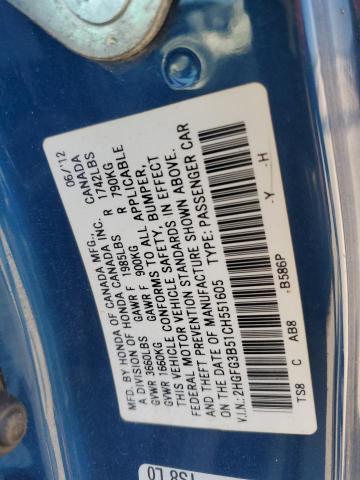 MFD. BY HONDA OF CANADA MFG. 06/'12
A DIVISION OF HONDA CANADA INC. CANADA
GVWR 3660LBS GAWR F 1985LBS R 1742LBS
GVWR 1660KG GAWR F 900KG R 790KG
THIS VEHICLE CONFORMS TO ALL APPLICABLE
FEDERAL MOTOR VEHICLE SAFETY, BUMPER,
AND THEFT PREVENTION STANDARDS IN EFFECT
ON THE DATE OF MANUFACTURE SHOWN ABOVE.
V.I.N.: 2HGFG3B51CH551605 TYPE: PASSENGER CAR
B586P Y H
TS8 C AB8
TS8 L0